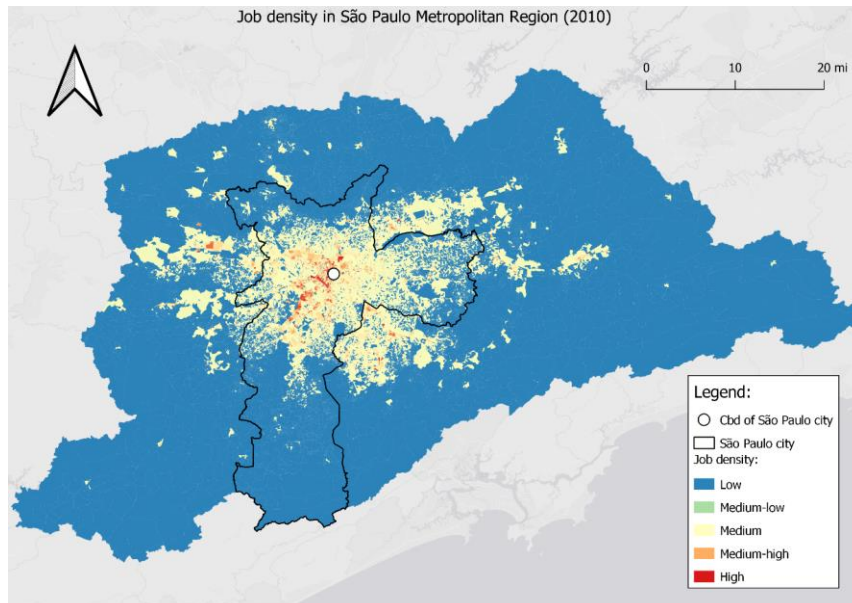 Job density in São Paulo Metropolitan Region (2010)
0 10 20 mi
Legend:
Cbd of São Paulo city
São Paulo city
Job density:
Low
Medium-low
Medium
Medium-high
High